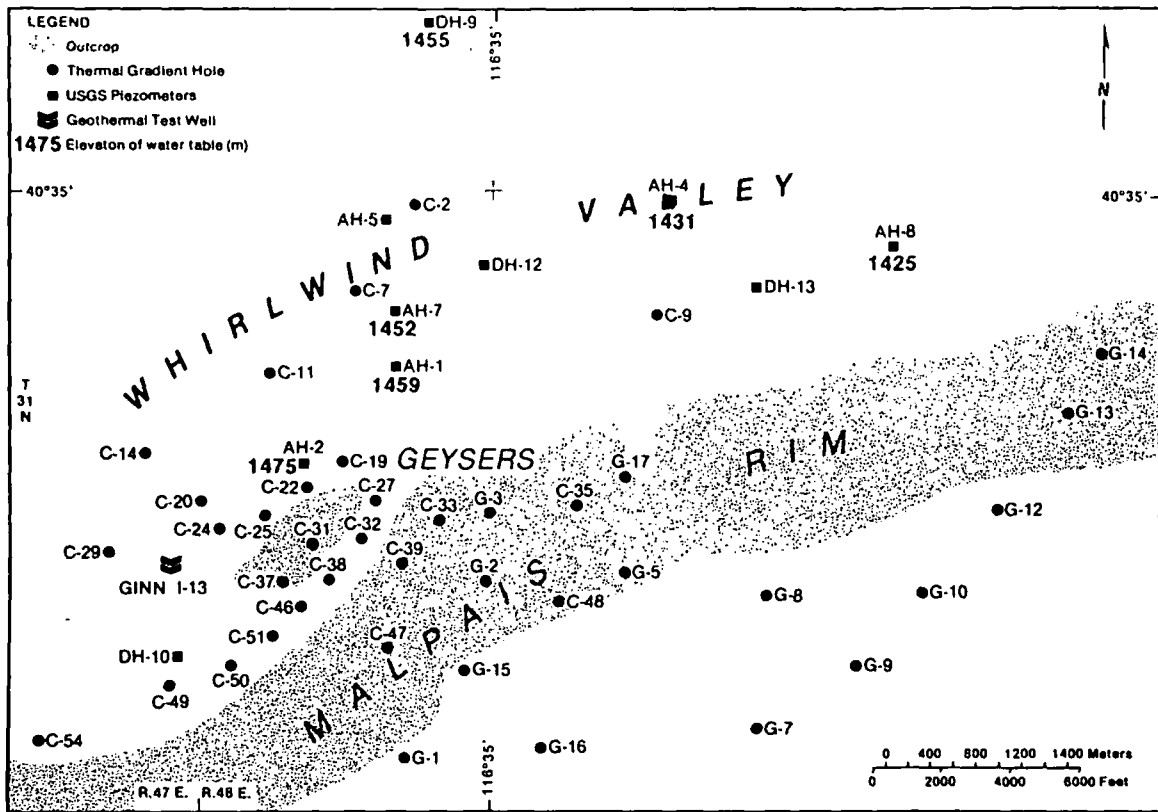 LEGEND
Outcrop
Thermal Gradient Hole
USGS Piezometers
Geothermal Test Well
1475 Elevaton of water table (m)
DH-9
1455
116°35'
N
40°35'
40°35'
WHIRLWIND VALLEY
C-2
AH-5
AH-4
1431
AH-8
1425
DH-12
DH-13
C-7
AH-7
1452
C-9
AH-1
1459
C-11
G-14
G-13
T
31
N
C-14
AH-2
1475
C-19
GEYSERS
G-17
C-22
C-27
C-20
C-33
G-3
C-35
G-12
C-24
C-25
C-31
C-32
C-29
GINN I-13
C-37
C-38
C-39
G-2
G-5
C-48
G-8
G-10
C-46
C-51
C-47
MALPAIS RIM
DH-10
C-50
C-49
G-15
G-9
C-54
G-1
G-16
G-7
116°35'
R.47 E. R.48 E.
0 400 800 1200 1400 Meters
0 2000 4000 6000 Feet